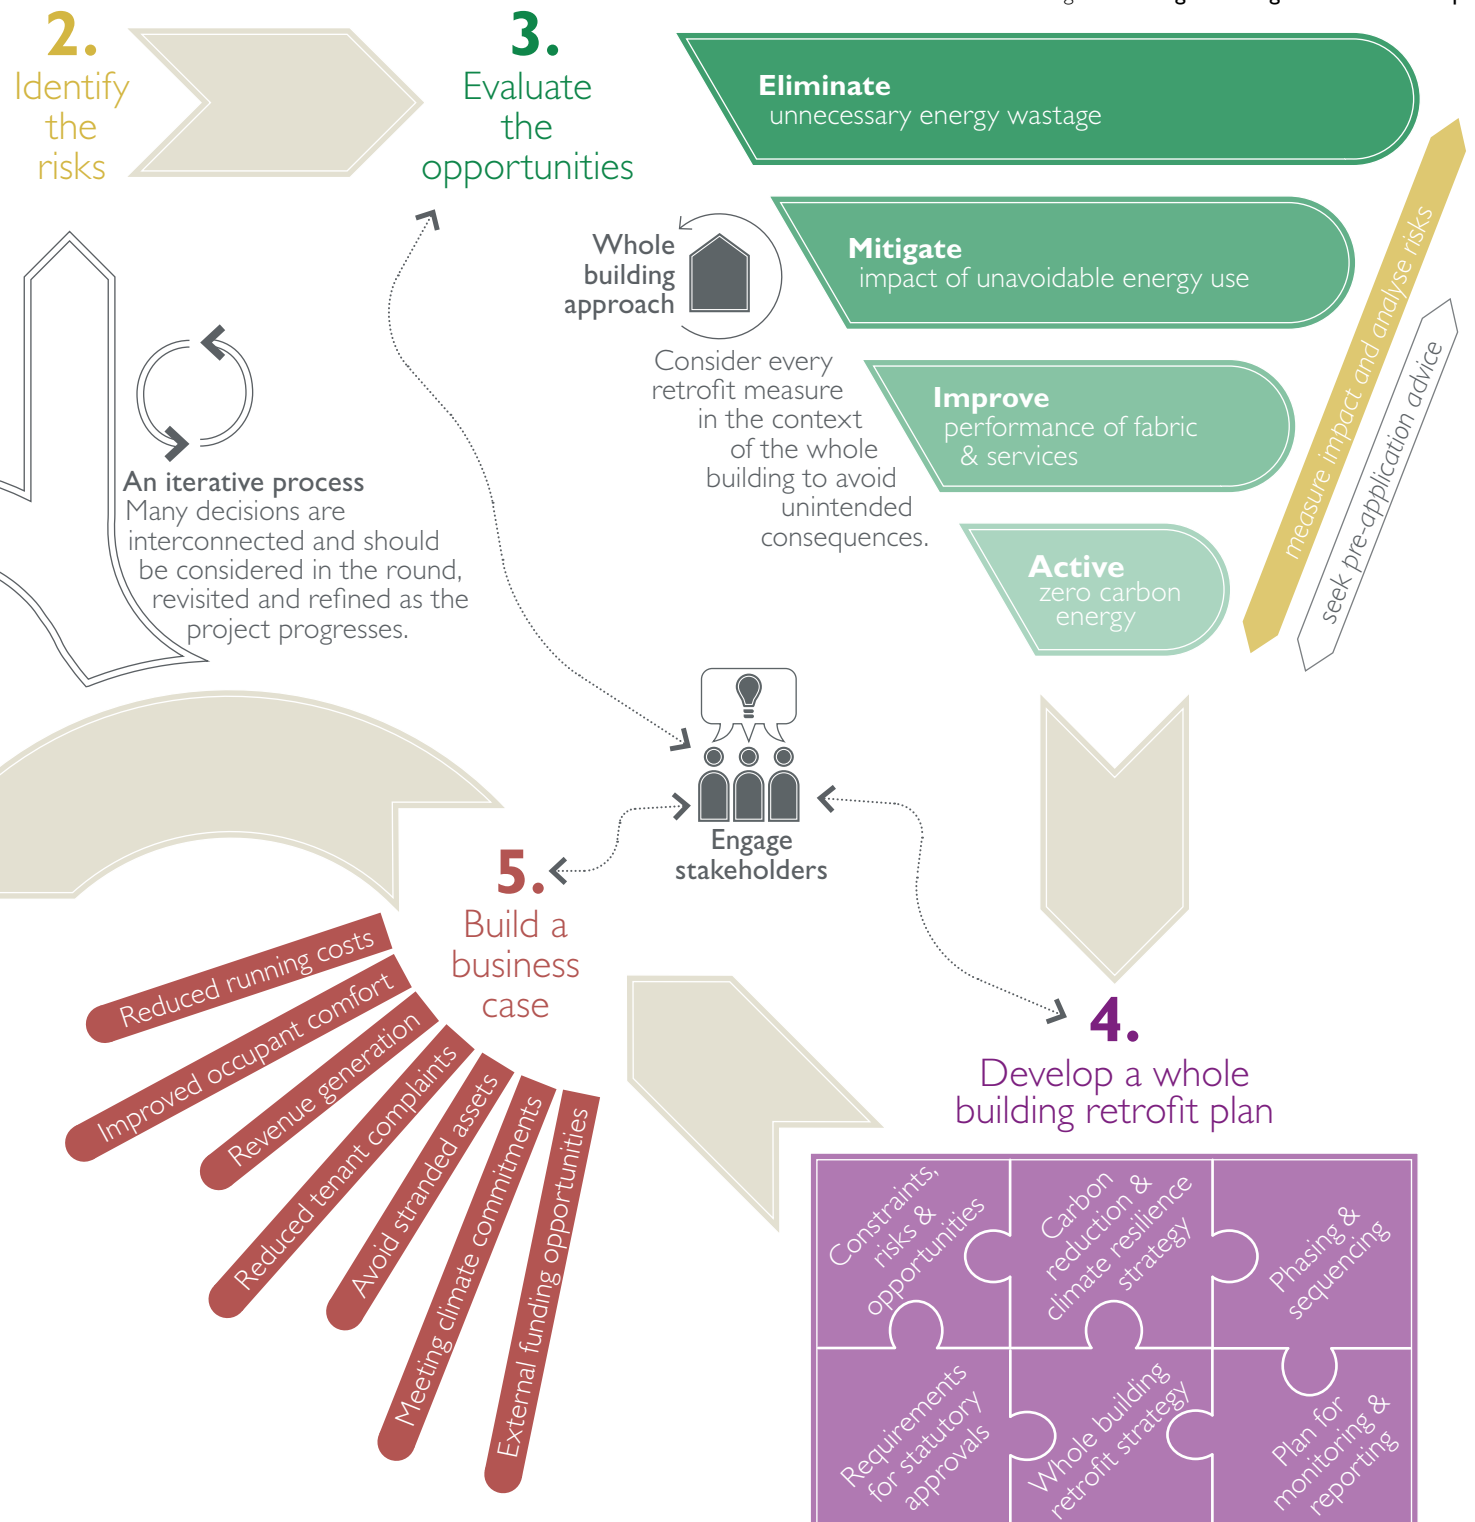 2.
Identify
the
risks
3.
Evaluate
the
opportunities
Eliminate
unnecessary energy wastage
Mitigate
impact of unavoidable energy use
Improve
performance of fabric
& services
Active
zero carbon
energy
measure impact and analyse risks
seek pre-application advice
Whole
building
approach
Consider every
retrofit measure
in the context
of the whole
building to avoid
unintended
consequences.
An iterative process
Many decisions are
interconnected and should
be considered in the round,
revisited and refined as the
project progresses.
Engage
stakeholders
4.
Develop a whole
building retrofit plan
Constraints,
risks &
opportunities
Carbon
reduction &
climate resilience
strategy
Phasing &
sequencing
Requirements
for statutory
approvals
Whole building
retrofit strategy
Plan for
monitoring &
reporting
5.
Build a
business
case
Reduced running costs
Improved occupant comfort
Revenue generation
Reduced tenant complaints
Avoid stranded assets
Meeting climate commitments
External funding opportunities